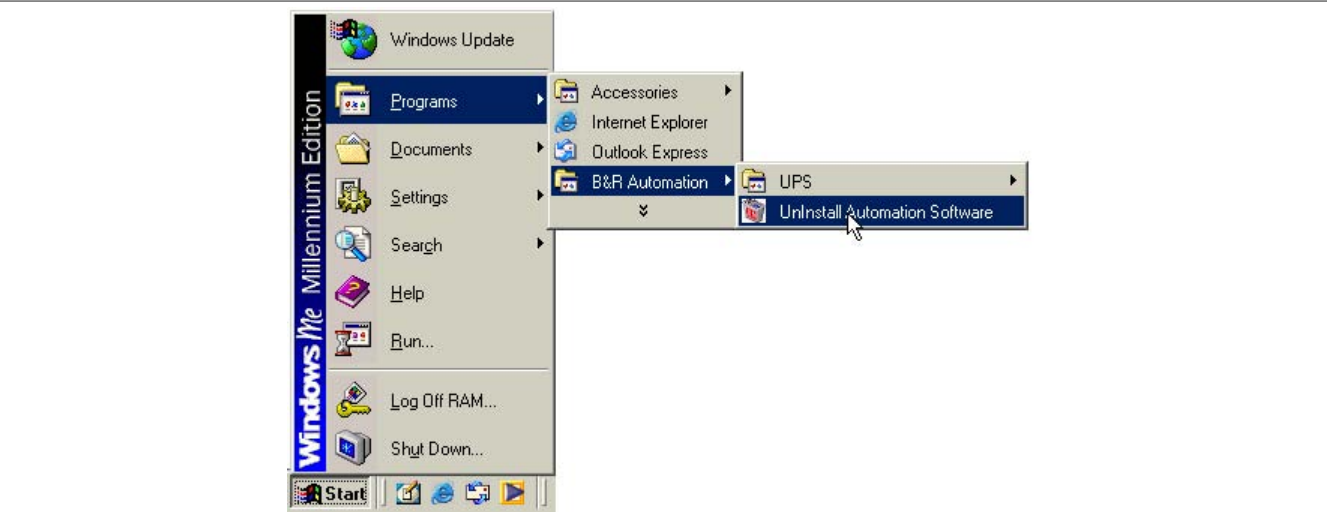 Windows Me Millennium Edition
Windows Update
Programs
Documents
Settings
Search
Help
Run...
Log Off RAM...
Shut Down...
Accessories
Internet Explorer
Outlook Express
B&R Automation
UPS
UnInstall Automation Software
Start